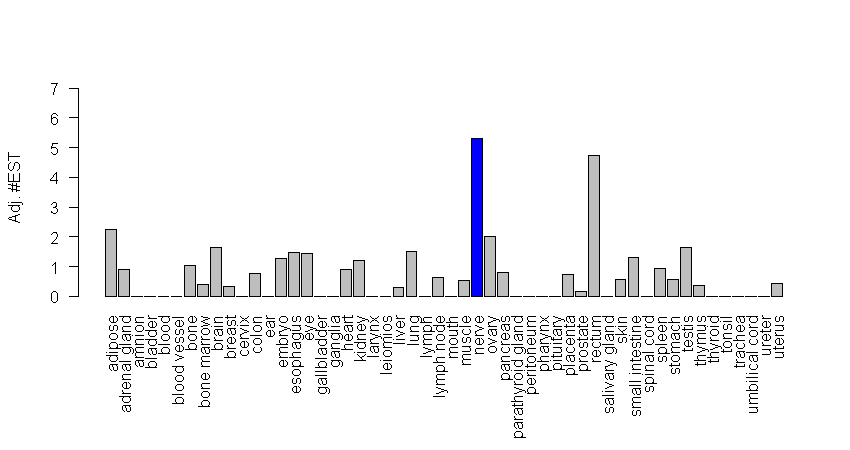 7
6
5
4
3
2
1
0
Adj. #EST
adipose
adrenal gland
amnion
bladder
blood
blood vessel
bone
bone marrow
brain
breast
cervix
colon
ear
embryo
esophagus
eye
gallbladder
ganglia
heart
kidney
larynx
leiomios
liver
lung
lymph
lymph node
mouth
muscle
nerve
ovary
pancreas
parathyroid gland
peritoneum
pharynx
pituitary
placenta
prostate
rectum
salivary gland
skin
small intestine
spinal cord
spleen
stomach
testis
thymus
thyroid
tonsil
trachea
umbilical cord
ureter
uterus